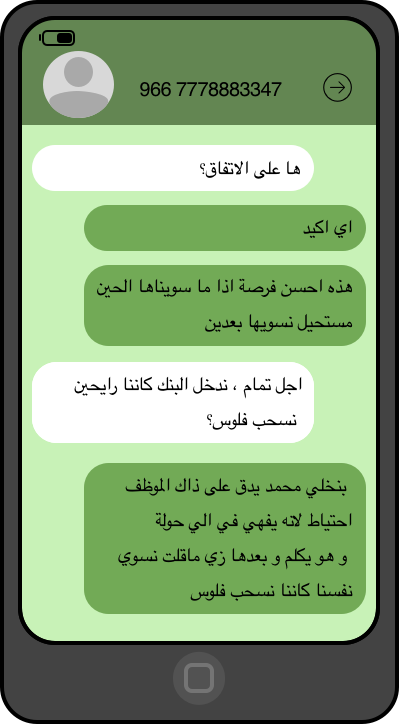 966 7778883347
ها على الاتفاق؟
اي اكيد
هذه احسن فرصة اذا ما سويناها الحين
مستحيل نسويها بعدين
اجل تمام ، ندخل البنك كاننا رايحين
نسحب فلوس؟
بنخلي محمد يدق على ذاك الموظف
احتياط لانه يفهي في الي حولة
و هو يكلم و بعدها زي ماقلت نسوي
نفسنا كاننا نسحب فلوس